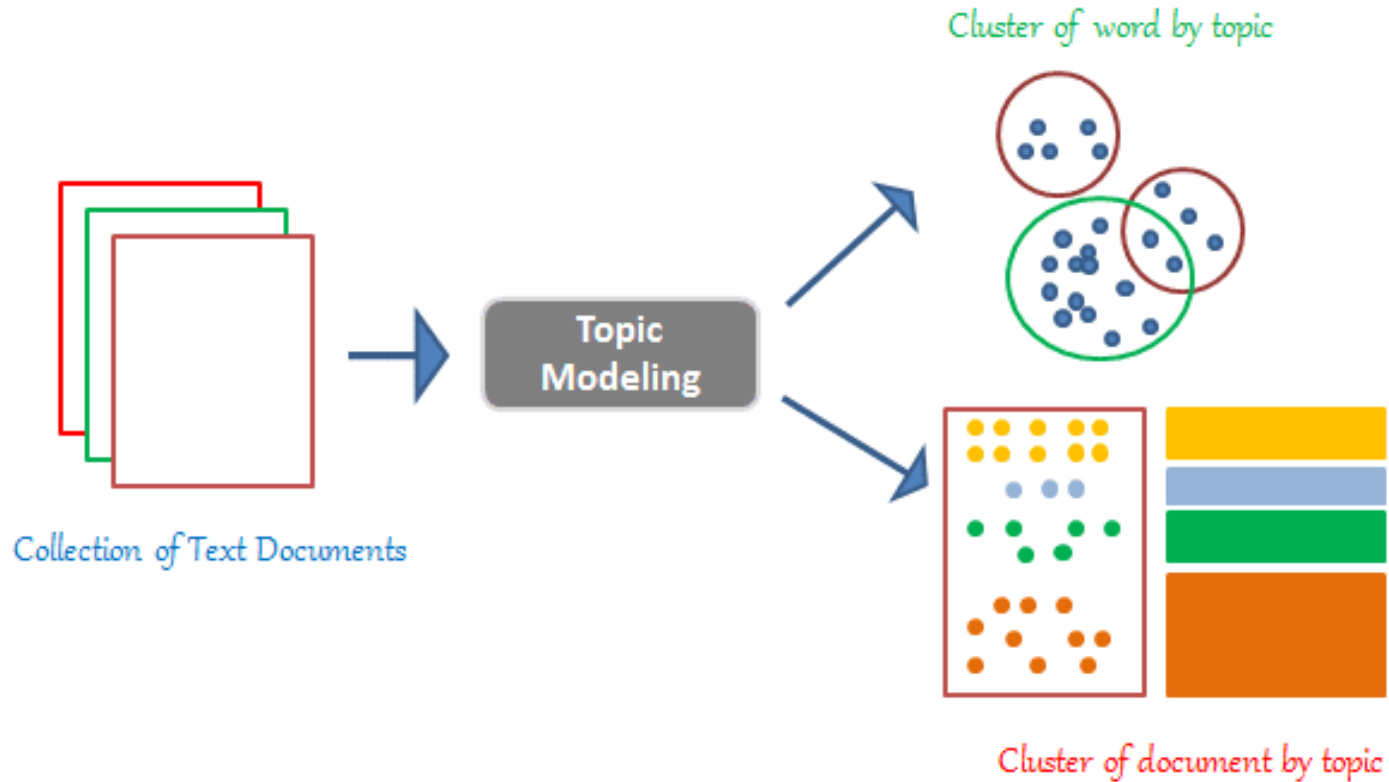 Cluster of word by topic
Topic
Modeling
Collection of Text Documents
Cluster of document by topic